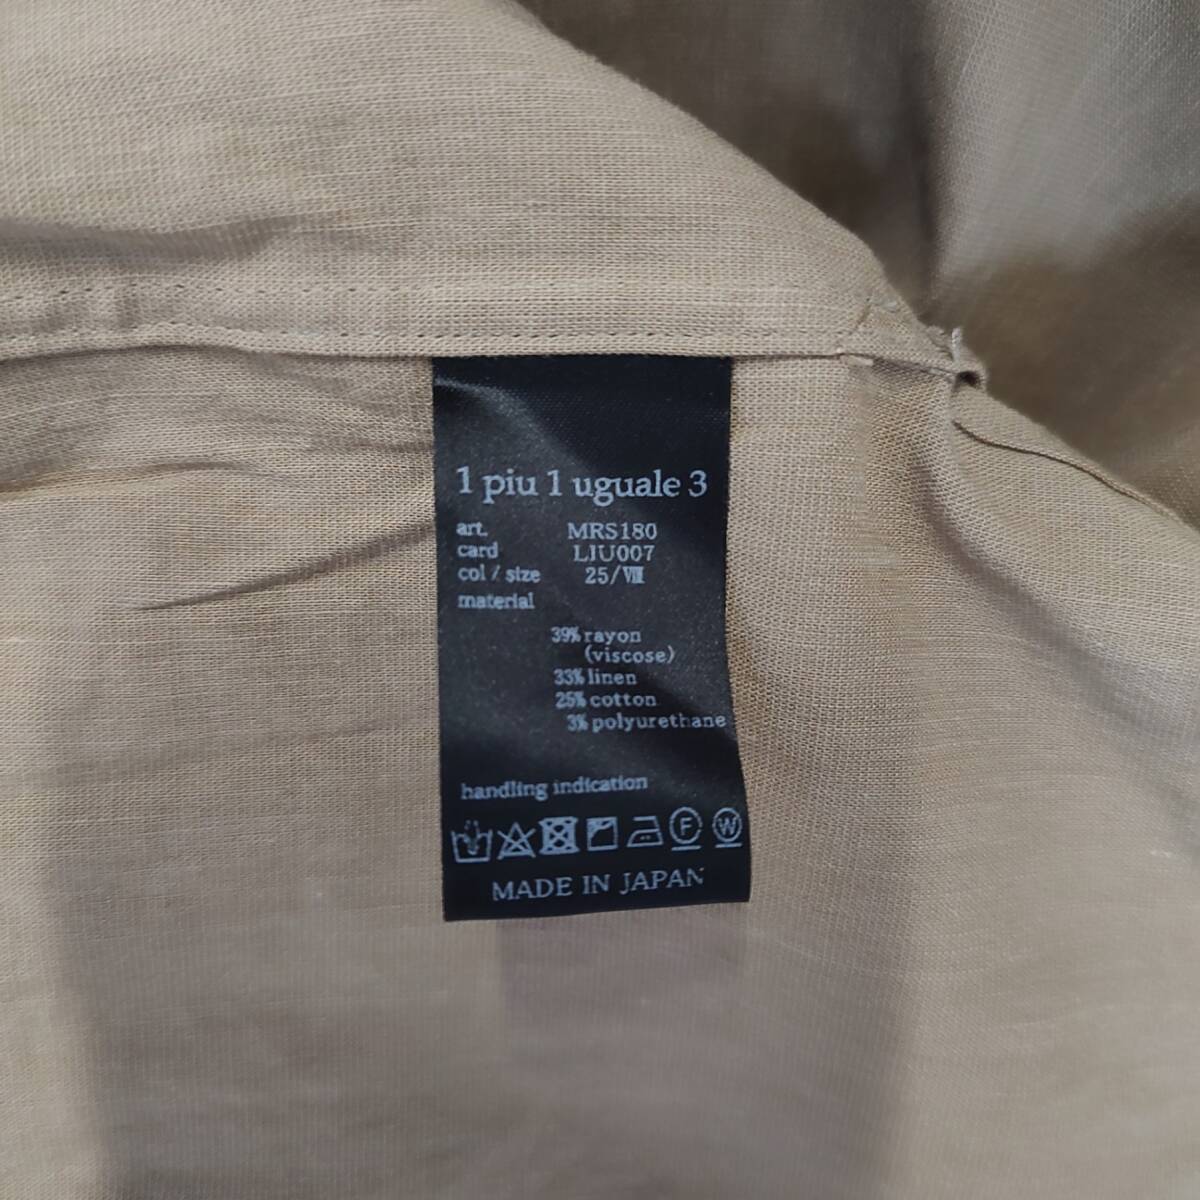 1 piu 1 uguale 3
art. MRS180
card LIU007
col / size 25/Ⅷ
material
39% rayon
(viscose)
33% linen
25% cotton
3% polyurethane
handling indication
F W
MADE IN JAPAN